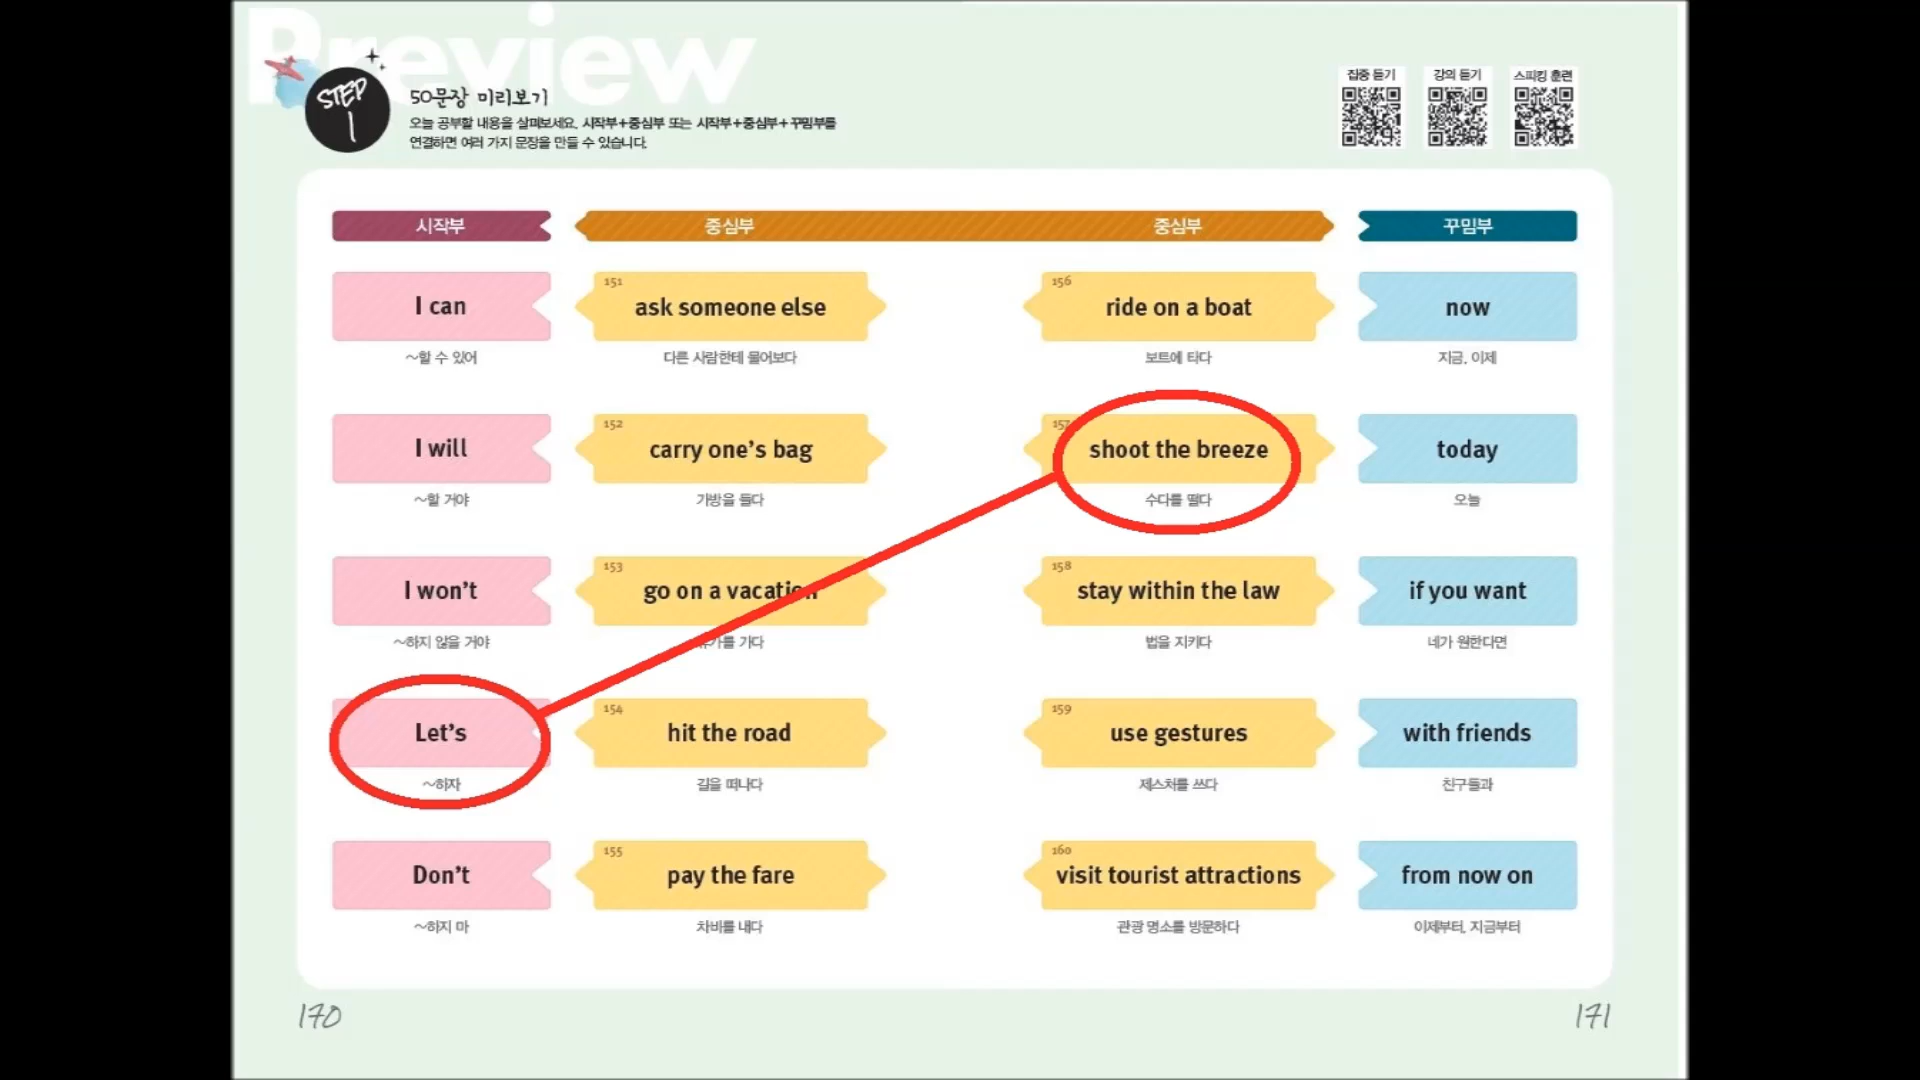 Preview
STEP 1
50문장 미리보기
오늘 공부할 내용을 살펴보세요. 시작부+중심부 또는 시작부+중심부+꾸밈부를
연결하면 여러 가지 문장을 만들 수 있습니다.
집중 듣기 강의 듣기 스피킹 훈련
시작부 중심부 중심부 꾸밈부
151 156
I can ask someone else ride on a boat now
~할 수 있어 다른 사람한테 물어보다 보트에 타다 지금, 이제
152 157
I will carry one's bag shoot the breeze today
~할 거야 가방을 들다 수다를 떨다 오늘
153 158
I won't go on a vacation stay within the law if you want
~하지 않을 거야 휴가를 가다 법을 지키다 네가 원한다면
154 159
Let's hit the road use gestures with friends
~하자 길을 떠나다 제스처를 쓰다 친구들과
155 160
Don't pay the fare visit tourist attractions from now on
~하지 마 차비를 내다 관광 명소를 방문하다 이제부터, 지금부터
170 171